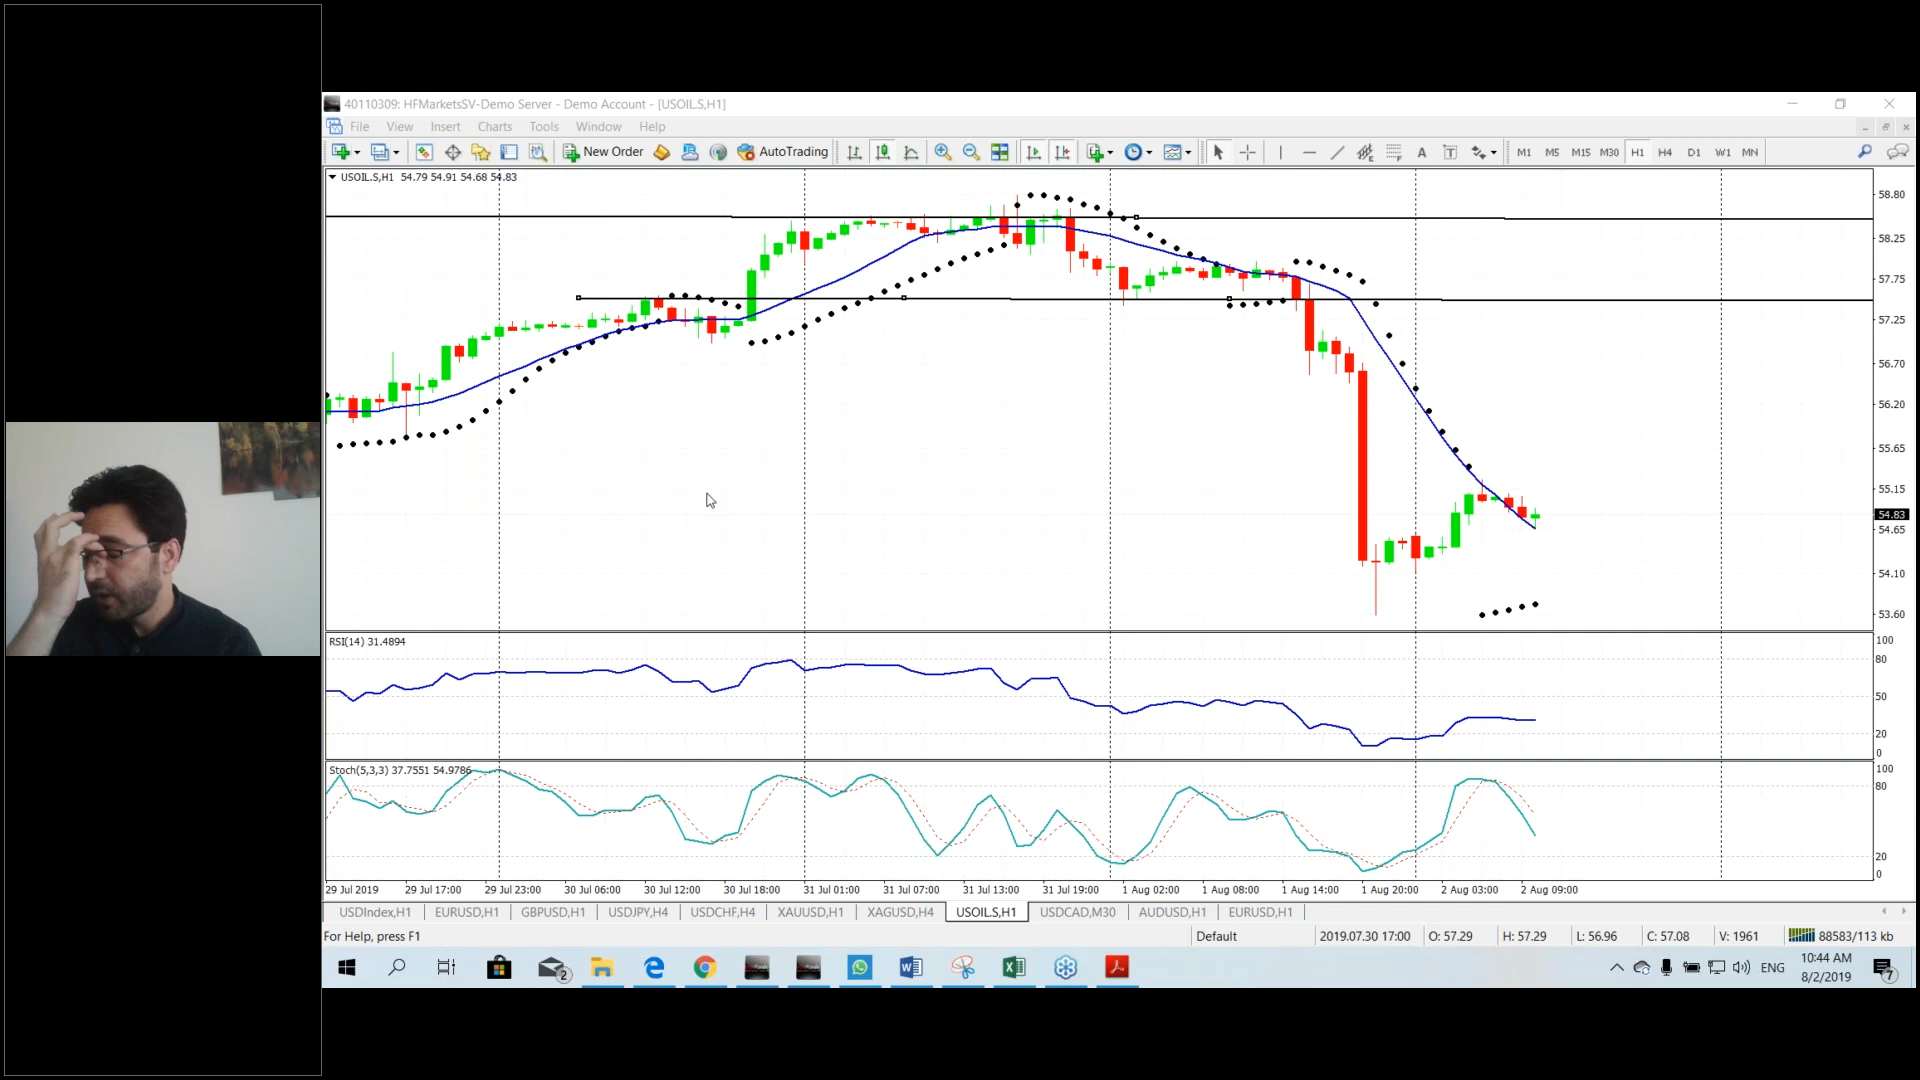 40110309: HFMarketsSV-Demo Server - Demo Account - [USOIL.S,H1]
File View Insert Charts Tools Window Help
New Order AutoTrading A T M1 M5 M15 M30 H1 H4 D1 W1 MN
USOIL.S,H1 54.79 54.91 54.68 54.83
58.80
58.25
57.75
57.25
56.70
56.20
55.65
55.15
54.83
54.65
54.10
53.60
RSI(14) 31.4894
100
80
50
20
0
Stoch(5,3,3) 37.7551 54.9786
100
80
20
0
29 Jul 2019 29 Jul 17:00 29 Jul 23:00 30 Jul 06:00 30 Jul 12:00 30 Jul 18:00 31 Jul 01:00 31 Jul 07:00 31 Jul 13:00 31 Jul 19:00 1 Aug 02:00 1 Aug 08:00 1 Aug 14:00 1 Aug 20:00 2 Aug 03:00 2 Aug 09:00
USDIndex,H1 EURUSD,H1 GBPUSD,H1 USDJPY,H4 USDCHF,H4 XAUUSD,H1 XAGUSD,H4 USOIL.S,H1 USDCAD,M30 AUDUSD,H1 EURUSD,H1
For Help, press F1 Default 2019.07.30 17:00 O: 57.29 H: 57.29 L: 56.96 C: 57.08 V: 1961 88583/113 kb
2 ENG 10:44 AM 7
8/2/2019